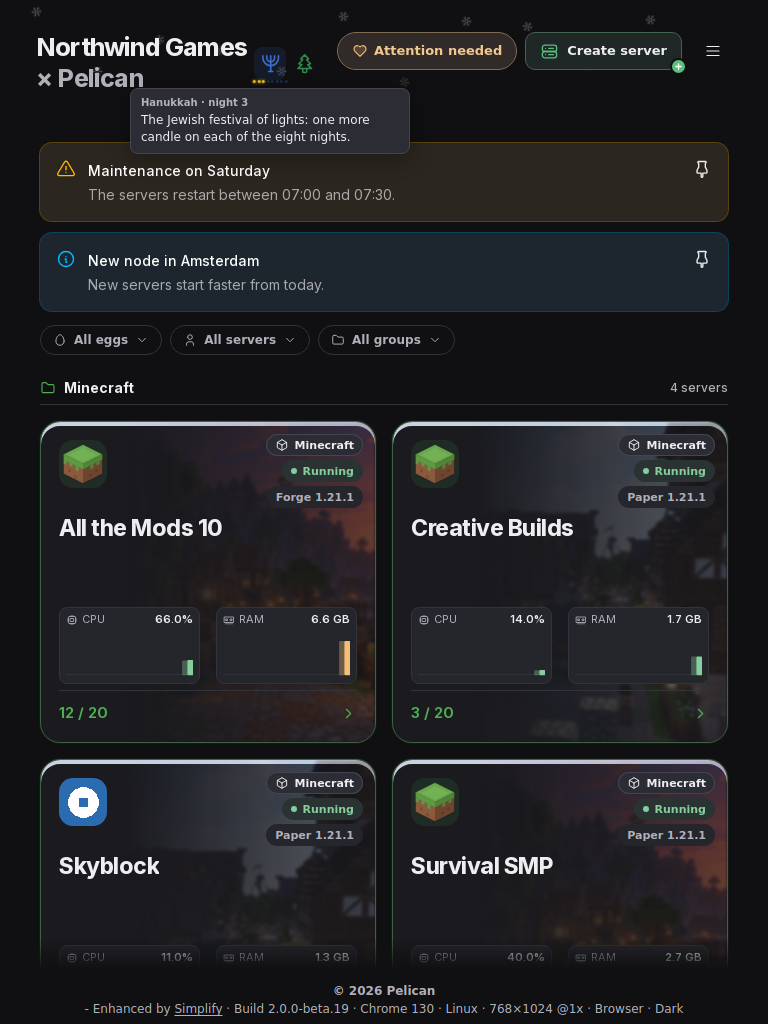 Northwind Games
× Pelican
Attention needed
Create server
Hanukkah · night 3
The Jewish festival of lights: one more
candle on each of the eight nights.
Maintenance on Saturday
The servers restart between 07:00 and 07:30.
New node in Amsterdam
New servers start faster from today.
All eggs
All servers
All groups
Minecraft
4 servers
Minecraft
Running
Forge 1.21.1
All the Mods 10
CPU 66.0%
RAM 6.6 GB
12 / 20
Minecraft
Running
Paper 1.21.1
Creative Builds
CPU 14.0%
RAM 1.7 GB
3 / 20
Minecraft
Running
Paper 1.21.1
Skyblock
CPU 11.0%
RAM 1.3 GB
Minecraft
Running
Paper 1.21.1
Survival SMP
CPU 40.0%
RAM 2.7 GB
© 2026 Pelican
- Enhanced by Simplify · Build 2.0.0-beta.19 · Chrome 130 · Linux · 768×1024 @1x · Browser · Dark